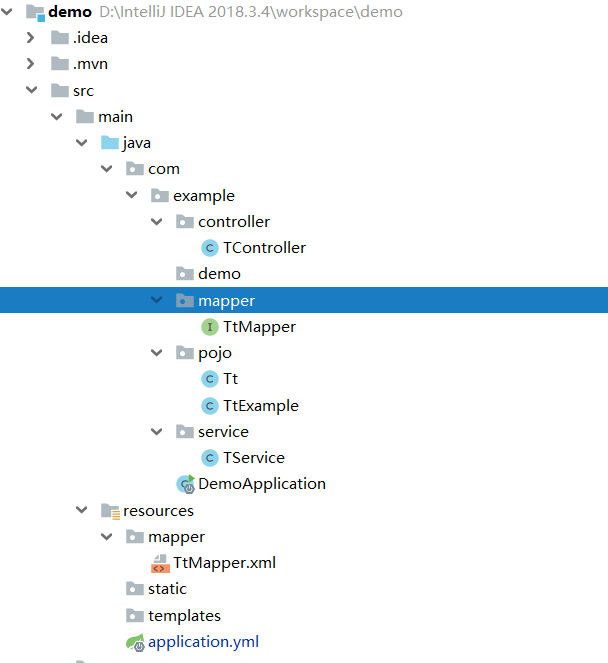 demo D:\IntelliJ IDEA 2018.3.4\workspace\demo
.idea
.mvn
src
main
java
com
example
controller
C TController
demo
mapper
I TtMapper
pojo
C Tt
C TtExample
service
C TService
C DemoApplication
resources
mapper
<> TtMapper.xml
static
templates
application.yml